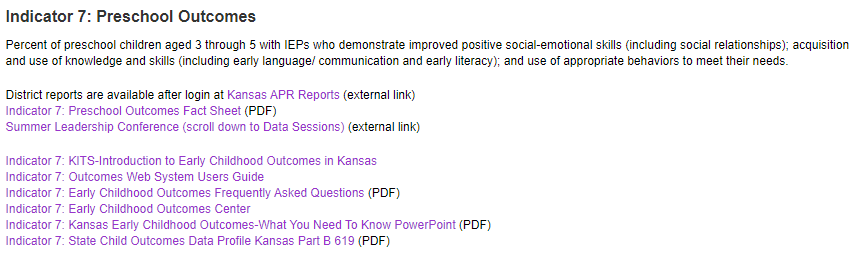 Indicator 7: Preschool Outcomes
Percent of preschool children aged 3 through 5 with IEPs who demonstrate improved positive social-emotional skills (including social relationships); acquisition
and use of knowledge and skills (including early language/ communication and early literacy); and use of appropriate behaviors to meet their needs.
District reports are available after login at Kansas APR Reports (external link)
Indicator 7: Preschool Outcomes Fact Sheet (PDF)
Summer Leadership Conference (scroll down to Data Sessions) (external link)
Indicator 7: KITS-Introduction to Early Childhood Outcomes in Kansas
Indicator 7: Outcomes Web System Users Guide
Indicator 7: Early Childhood Outcomes Frequently Asked Questions (PDF)
Indicator 7: Early Childhood Outcomes Center
Indicator 7: Kansas Early Childhood Outcomes-What You Need To Know PowerPoint (PDF)
Indicator 7: State Child Outcomes Data Profile Kansas Part B 619 (PDF)